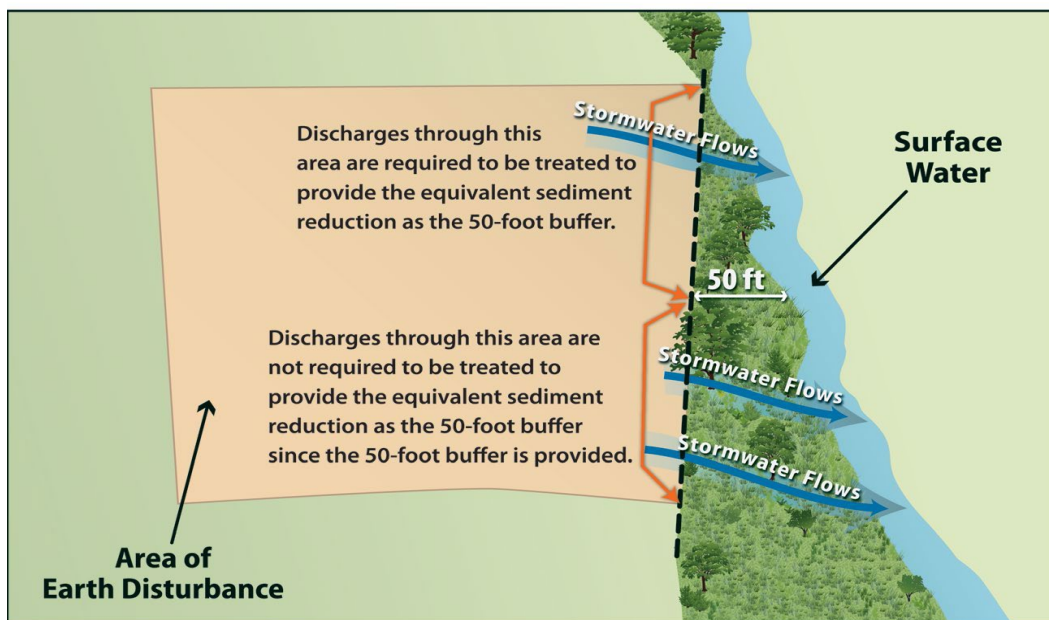 Stormwater Flows
Discharges through this
area are required to be treated to
provide the equivalent sediment
reduction as the 50-foot buffer.
Surface
Water
50 ft
Discharges through this area are
not required to be treated to
provide the equivalent sediment
reduction as the 50-foot buffer
since the 50-foot buffer is provided.
Stormwater Flows
Stormwater Flows
Area of
Earth Disturbance